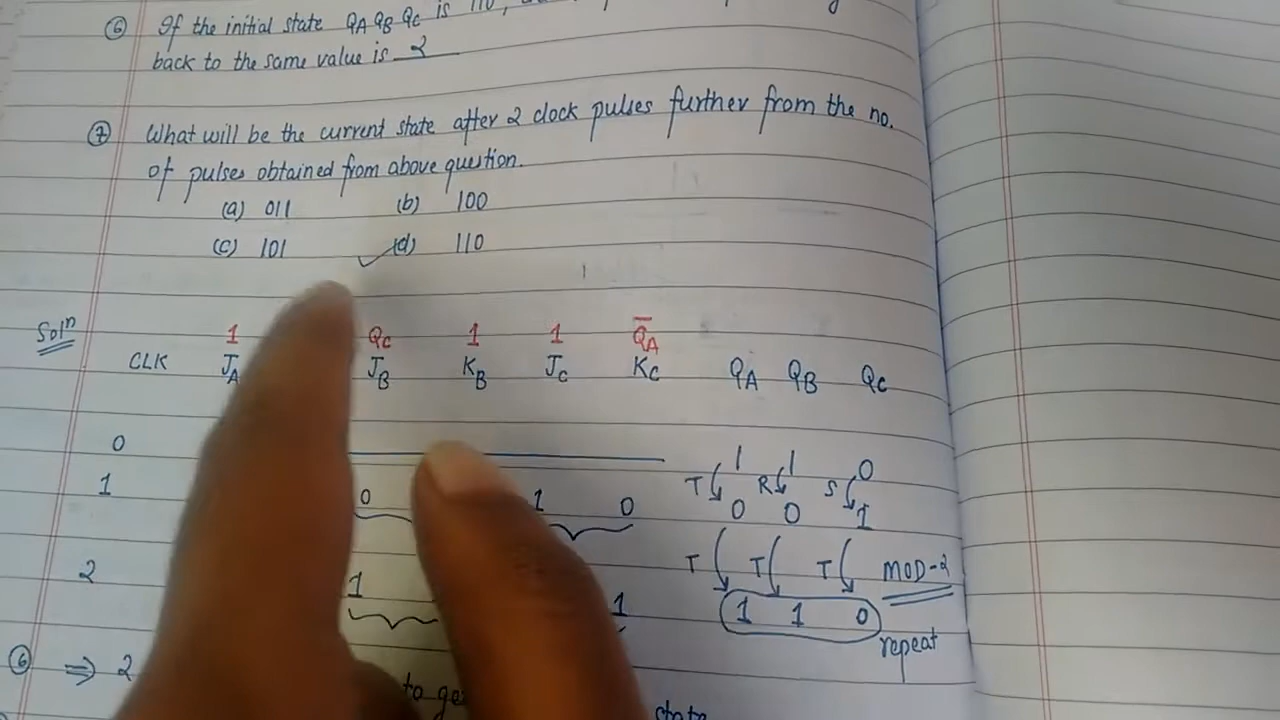 ⑥ If the initial state QA QB QC is 110,
back to the same value is 2
⑦ What will be the current state after 2 clock pulses further from the no.
of pulses obtained from above question.
(a) 011 (b) 100
(c) 101 ✓(d) 110
Soln 1 QC 1 1 Q̅A
CLK JA JB KB JC KC QA QB QC
0 1 1 0
1 0 1 0 T R S
0 0 1
2 1 1 T T T MOD-2
1 1 0
repeat
⑥ ⇒ 2 to
state